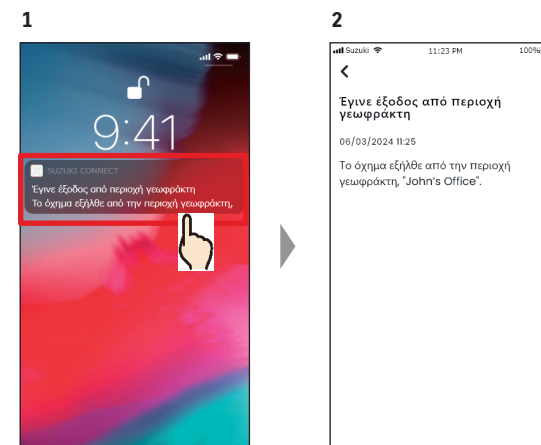 1
9:41
SUZUKI CONNECT
Έγινε έξοδος από περιοχή γεωφράκτη
Το όχημα εξήλθε από την περιοχή γεωφράκτη,
2
Suzuki 11:23 PM 100%
Έγινε έξοδος από περιοχή
γεωφράκτη
06/03/2024 11:25
Το όχημα εξήλθε από την περιοχή
γεωφράκτη, "John's Office".